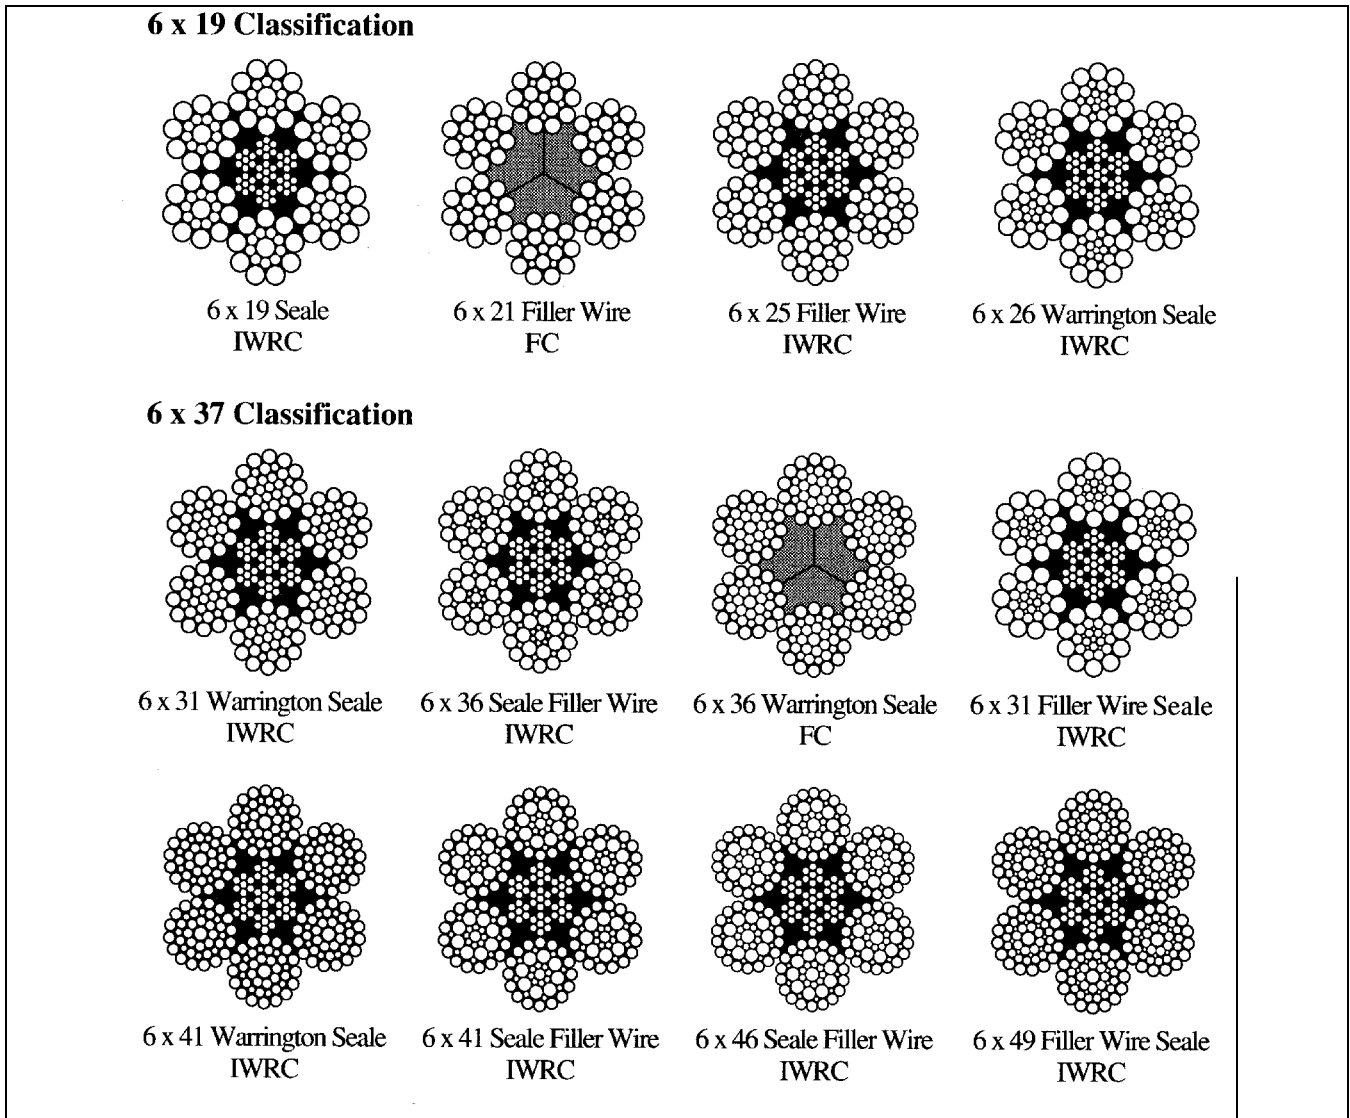 6 x 19 Classification
6 x 19 Seale
IWRC
6 x 21 Filler Wire
FC
6 x 25 Filler Wire
IWRC
6 x 26 Warrington Seale
IWRC
6 x 37 Classification
6 x 31 Warrington Seale
IWRC
6 x 36 Seale Filler Wire
IWRC
6 x 36 Warrington Seale
FC
6 x 31 Filler Wire Seale
IWRC
6 x 41 Warrington Seale
IWRC
6 x 41 Seale Filler Wire
IWRC
6 x 46 Seale Filler Wire
IWRC
6 x 49 Filler Wire Seale
IWRC